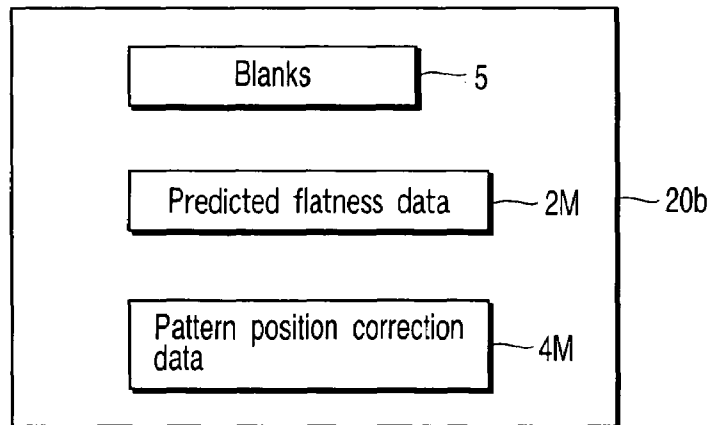 Blanks 5
Predicted flatness data 2M 20b
Pattern position correction
data 4M